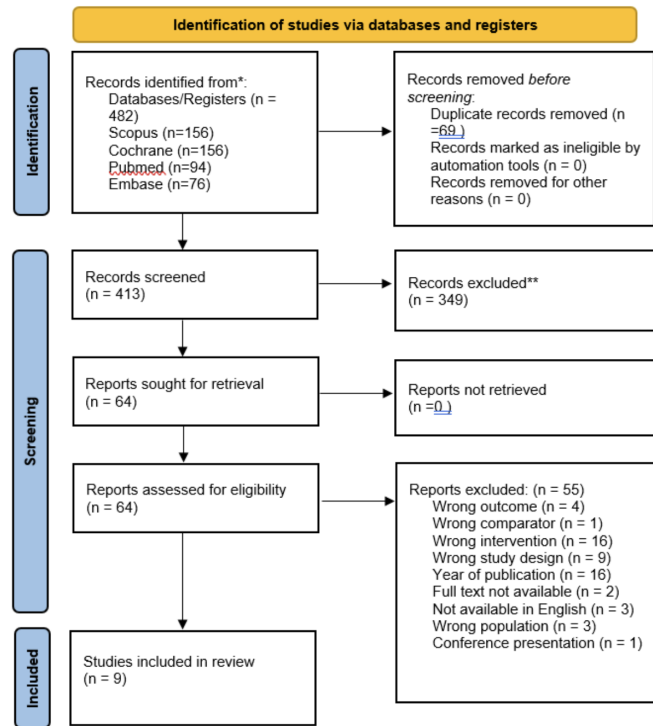 Identification of studies via databases and registers
Identification
Records identified from*:
Databases/Registers (n =
482)
Scopus (n=156)
Cochrane (n=156)
Pubmed (n=94)
Embase (n=76)
Records removed before
screening:
Duplicate records removed (n
=69 )
Records marked as ineligible by
automation tools (n = 0)
Records removed for other
reasons (n = 0)
Screening
Records screened
(n = 413)
Records excluded**
(n = 349)
Reports sought for retrieval
(n = 64)
Reports not retrieved
(n =0 )
Reports assessed for eligibility
(n = 64)
Reports excluded: (n = 55)
Wrong outcome (n = 4)
Wrong comparator (n = 1)
Wrong intervention (n = 16)
Wrong study design (n = 9)
Year of publication (n = 16)
Full text not available (n = 2)
Not available in English (n = 3)
Wrong population (n = 3)
Conference presentation (n = 1)
Included
Studies included in review
(n = 9)